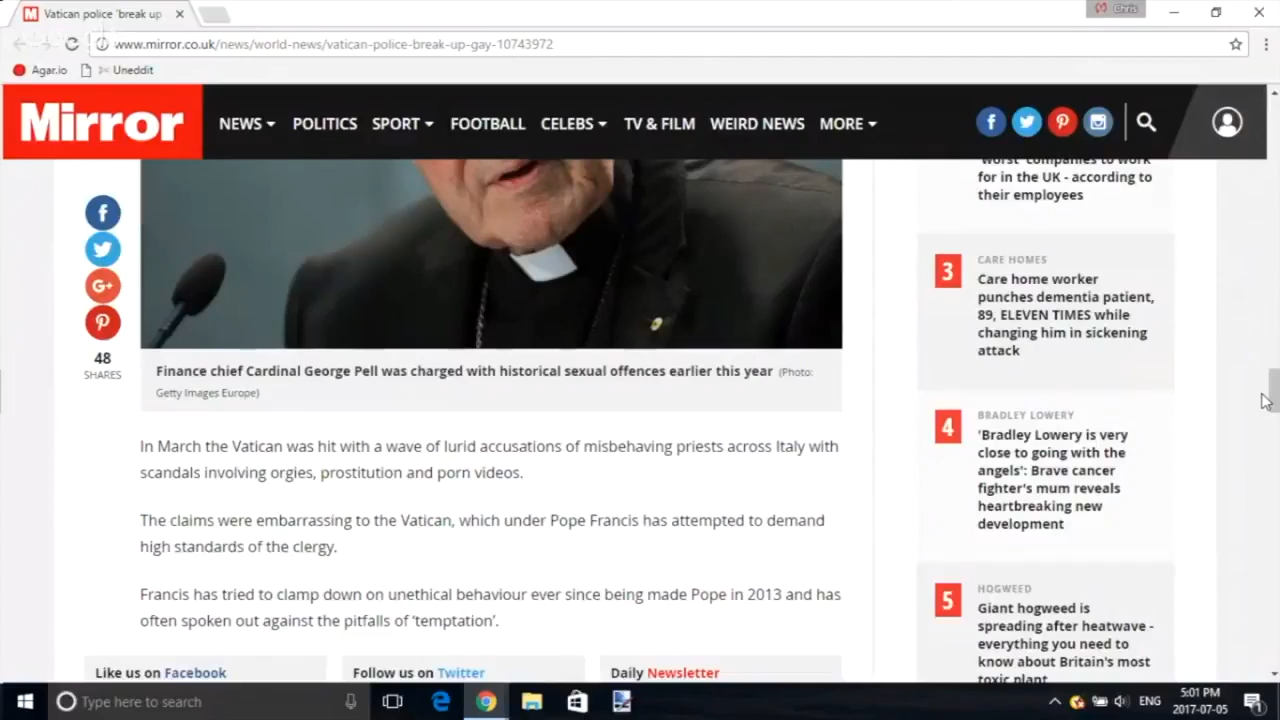 Vatican police 'break up
Chris
www.mirror.co.uk/news/world-news/vatican-police-break-up-gay-10743972
Agar.io
Uneddit
Mirror
NEWS
POLITICS
SPORT
FOOTBALL
CELEBS
TV & FILM
WEIRD NEWS
MORE
48
SHARES
Finance chief Cardinal George Pell was charged with historical sexual offences earlier this year (Photo:
Getty Images Europe)
In March the Vatican was hit with a wave of lurid accusations of misbehaving priests across Italy with
scandals involving orgies, prostitution and porn videos.
The claims were embarrassing to the Vatican, which under Pope Francis has attempted to demand
high standards of the clergy.
Francis has tried to clamp down on unethical behaviour ever since being made Pope in 2013 and has
often spoken out against the pitfalls of ‘temptation’.
Like us on Facebook
Follow us on Twitter
Daily Newsletter
'worst' companies to work
for in the UK - according to
their employees
3
CARE HOMES
Care home worker
punches dementia patient,
89, ELEVEN TIMES while
changing him in sickening
attack
4
BRADLEY LOWERY
'Bradley Lowery is very
close to going with the
angels': Brave cancer
fighter's mum reveals
heartbreaking new
development
5
HOGWEED
Giant hogweed is
spreading after heatwave -
everything you need to
know about Britain's most
toxic plant
Type here to search
ENG
5:01 PM
2017-07-05